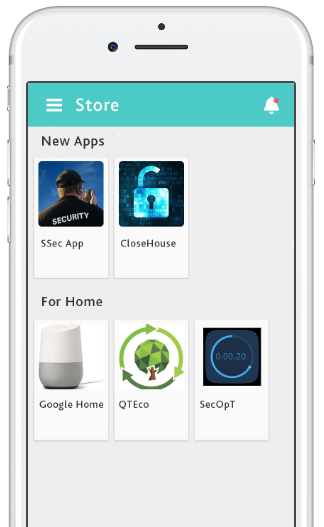 Store
New Apps
SECURITY
SSec App
CloseHouse
For Home
0:00:20
Google Home
QTEco
SecOpT